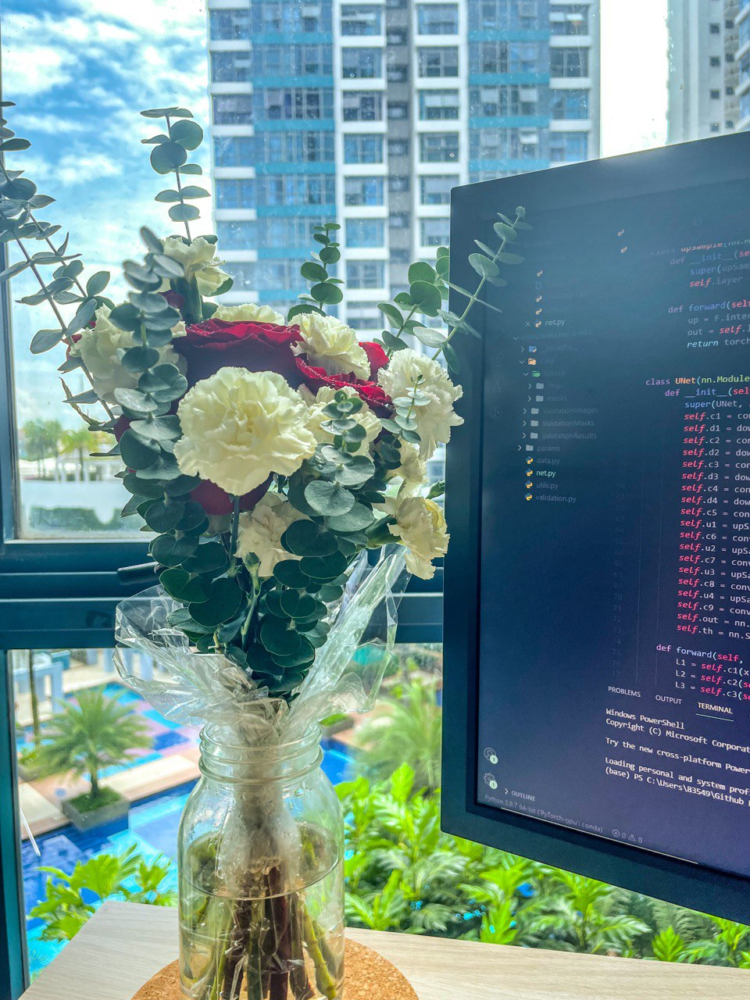 net.py
Source
masks
ValidationImages
ValidationMasks
ValidationResults
params
data.py
net.py
utils.py
validation.py
OUTLINE
Python 3.9.7 64-bit ('PyTorch-gpu': conda)
0 0
class upsample(nn.
def __init__(se
super(upSam
self.layer
def forward(self
up = F.inter
out = self.l
return torch
class UNet(nn.Module
def __init__(sel
super(UNet,
self.c1 = con
self.d1 = dow
self.c2 = con
self.d2 = dow
self.c3 = con
self.d3 = dow
self.c4 = con
self.d4 = dow
self.c5 = con
self.u1 = upS
self.c6 = con
self.u2 = upSa
self.c7 = conv
self.u3 = upSa
self.c8 = conv
self.u4 = upSa
self.c9 = conv
self.out = nn.
self.th = nn.S
def forward(self,
L1 = self.c1(x
L2 = self.c2(s
L3 = self.c3(s
PROBLEMS OUTPUT TERMINAL
Windows PowerShell
Copyright (C) Microsoft Corporat
Try the new cross-platform Power
Loading personal and system prof
(base) PS C:\Users\83549\Github